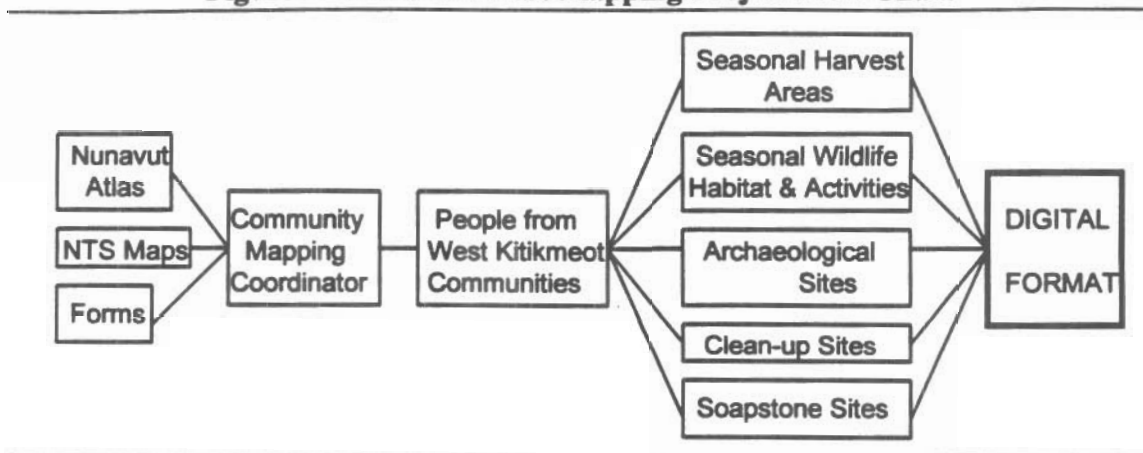 Nunavut
Atlas
NTS Maps
Forms
Community
Mapping
Coordinator
People from
West Kitikmeot
Communities
Seasonal Harvest
Areas
Seasonal Wildlife
Habitat & Activities
Archaeological
Sites
Clean-up Sites
Soapstone Sites
DIGITAL
FORMAT